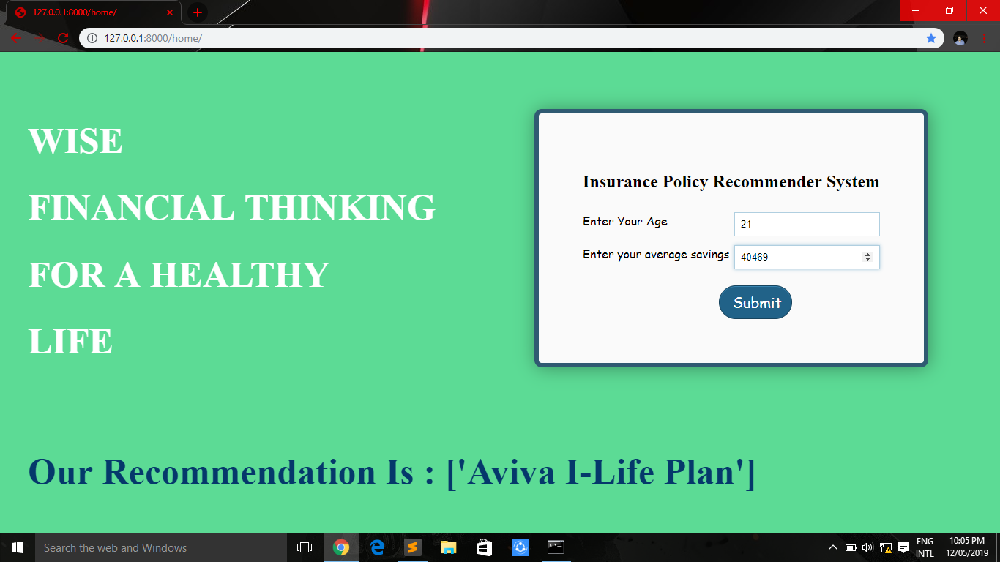 127.0.0.1:8000/home/
127.0.0.1:8000/home/
WISE
FINANCIAL THINKING
FOR A HEALTHY
LIFE
Insurance Policy Recommender System
Enter Your Age 21
Enter your average savings 40469
Submit
Our Recommendation Is : ['Aviva I-Life Plan']
Search the web and Windows
ENG
INTL
10:05 PM
12/05/2019